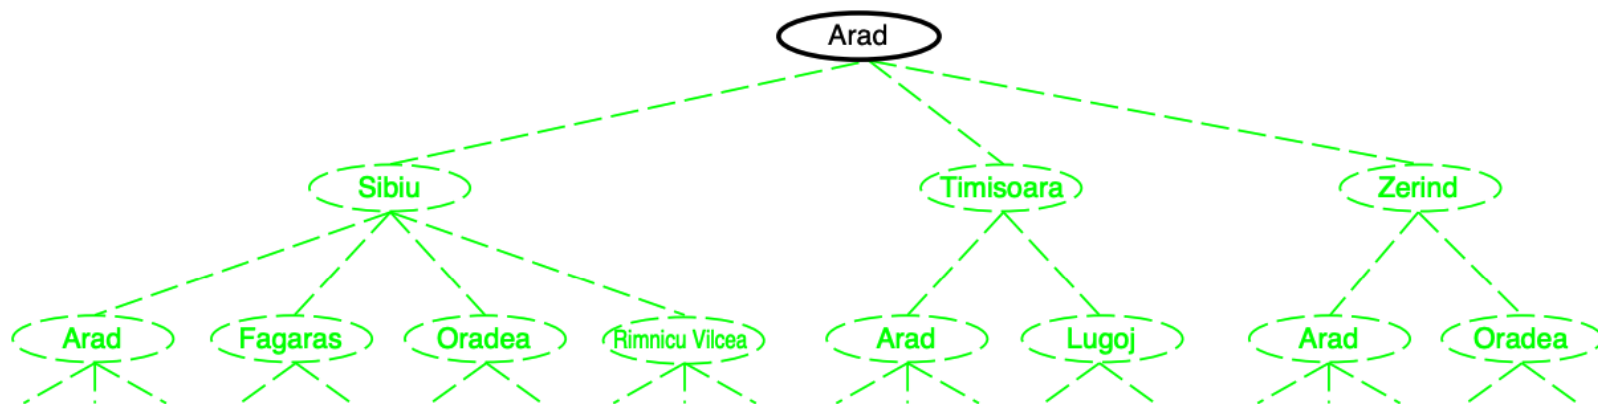 Arad
Sibiu
Timisoara
Zerind
Arad
Fagaras
Oradea
Rimnicu Vilcea
Arad
Lugoj
Arad
Oradea